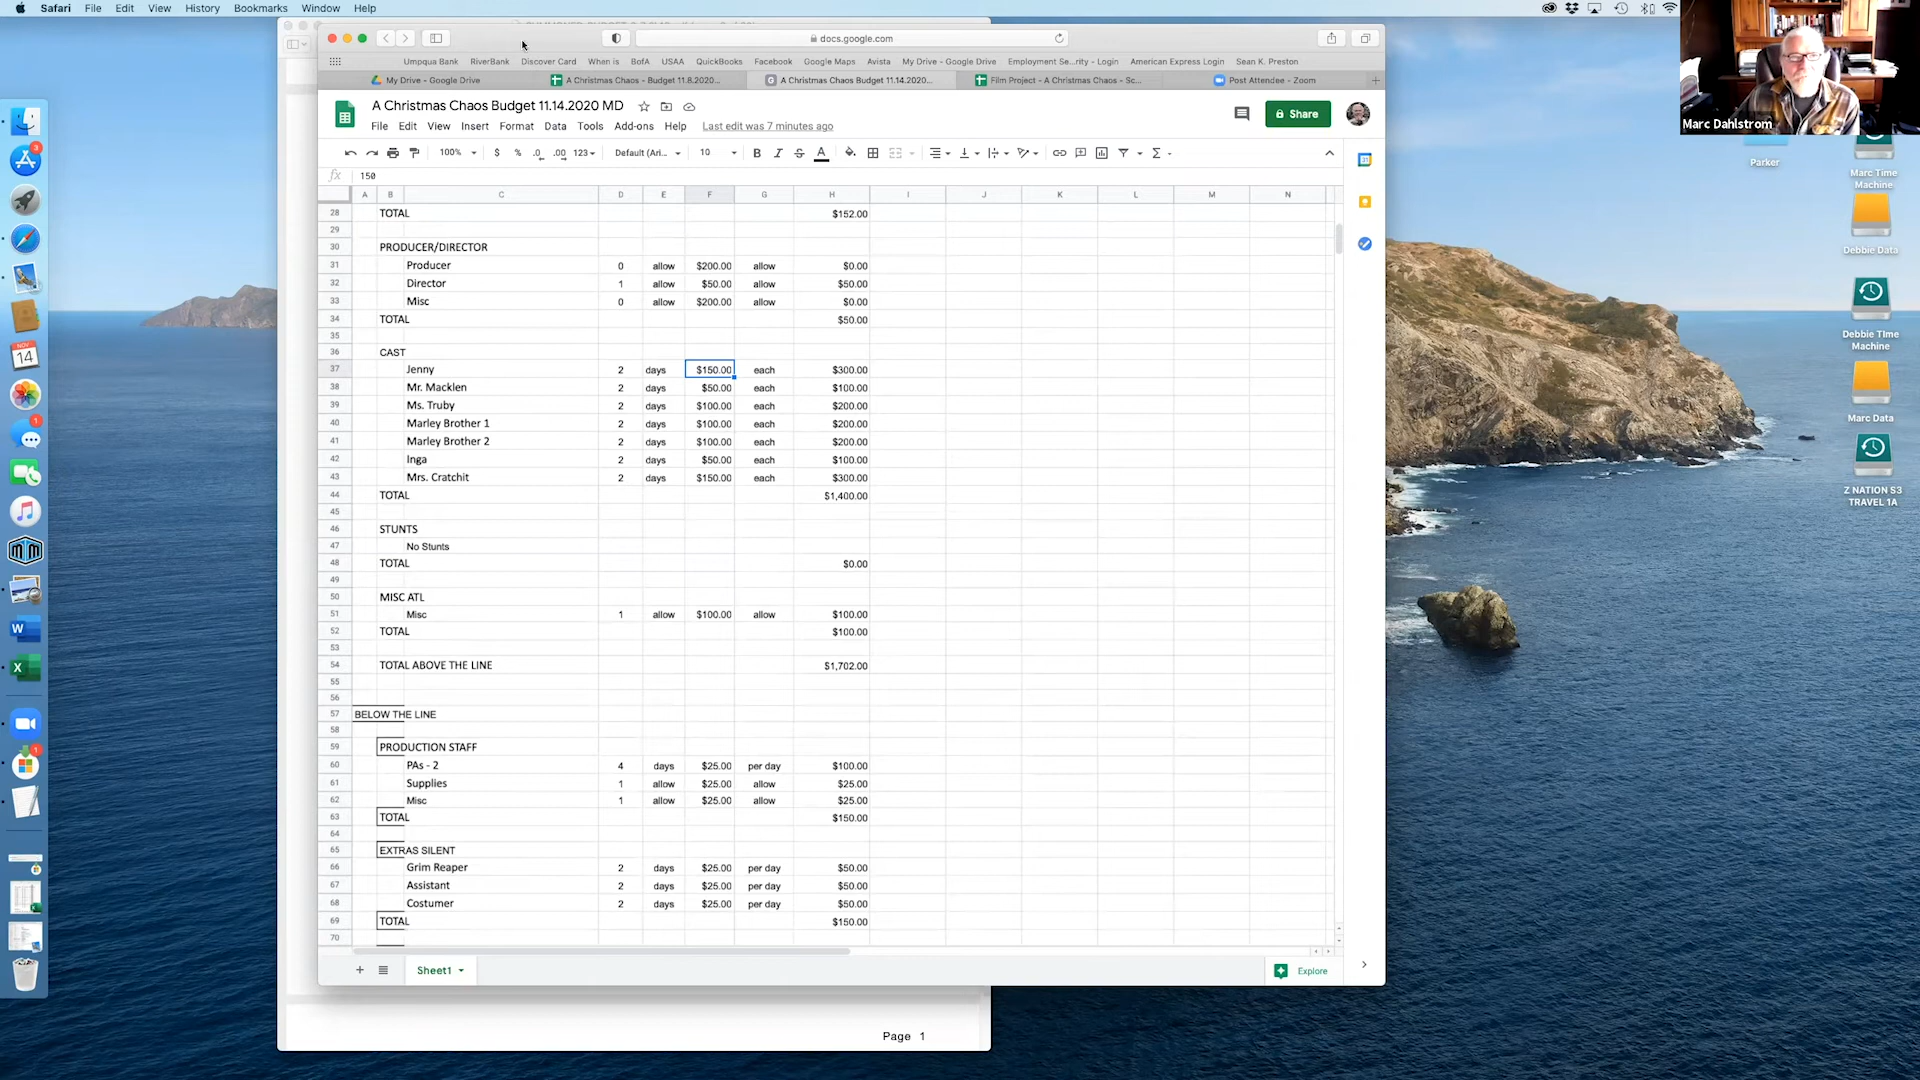 Safari File Edit View History Bookmarks Window Help
docs.google.com
Umpqua Bank RiverBank Discover Card When is BofA USAA QuickBooks Facebook Google Maps Avista My Drive - Google Drive Employment Se...rity - Login American Express Login Sean K. Preston
My Drive - Google Drive A Christmas Chaos - Budget 11.8.2020... A Christmas Chaos Budget 11.14.2020... Film Project - A Christmas Chaos - Sc... Post Attendee - Zoom
A Christmas Chaos Budget 11.14.2020 MD
Share
File Edit View Insert Format Data Tools Add-ons Help Last edit was 7 minutes ago
100% $ % .0 .00 123 Default (Ari... 10 B I S A
fx 150
A B C D E F G H I J K L M N
28 TOTAL $152.00
29
30 PRODUCER/DIRECTOR
31 Producer 0 allow $200.00 allow $0.00
32 Director 1 allow $50.00 allow $50.00
33 Misc 0 allow $200.00 allow $0.00
34 TOTAL $50.00
35
36 CAST
37 Jenny 2 days $150.00 each $300.00
38 Mr. Macklen 2 days $50.00 each $100.00
39 Ms. Truby 2 days $100.00 each $200.00
40 Marley Brother 1 2 days $100.00 each $200.00
41 Marley Brother 2 2 days $100.00 each $200.00
42 Inga 2 days $50.00 each $100.00
43 Mrs. Cratchit 2 days $150.00 each $300.00
44 TOTAL $1,400.00
45
46 STUNTS
47 No Stunts
48 TOTAL $0.00
49
50 MISC ATL
51 Misc 1 allow $100.00 allow $100.00
52 TOTAL $100.00
53
54 TOTAL ABOVE THE LINE $1,702.00
55
56
57 BELOW THE LINE
58
59 PRODUCTION STAFF
60 PAs - 2 4 days $25.00 per day $100.00
61 Supplies 1 allow $25.00 allow $25.00
62 Misc 1 allow $25.00 allow $25.00
63 TOTAL $150.00
64
65 EXTRAS SILENT
66 Grim Reaper 2 days $25.00 per day $50.00
67 Assistant 2 days $25.00 per day $50.00
68 Costumer 2 days $25.00 per day $50.00
69 TOTAL $150.00
70
Sheet1
Explore
Page 1
Marc Dahlstrom
Parker
Marc Time
Machine
Debbie Data
Debbie TIme
Machine
Marc Data
Z NATION S3
TRAVEL 1A
NOV
14
3
1
1
W
X